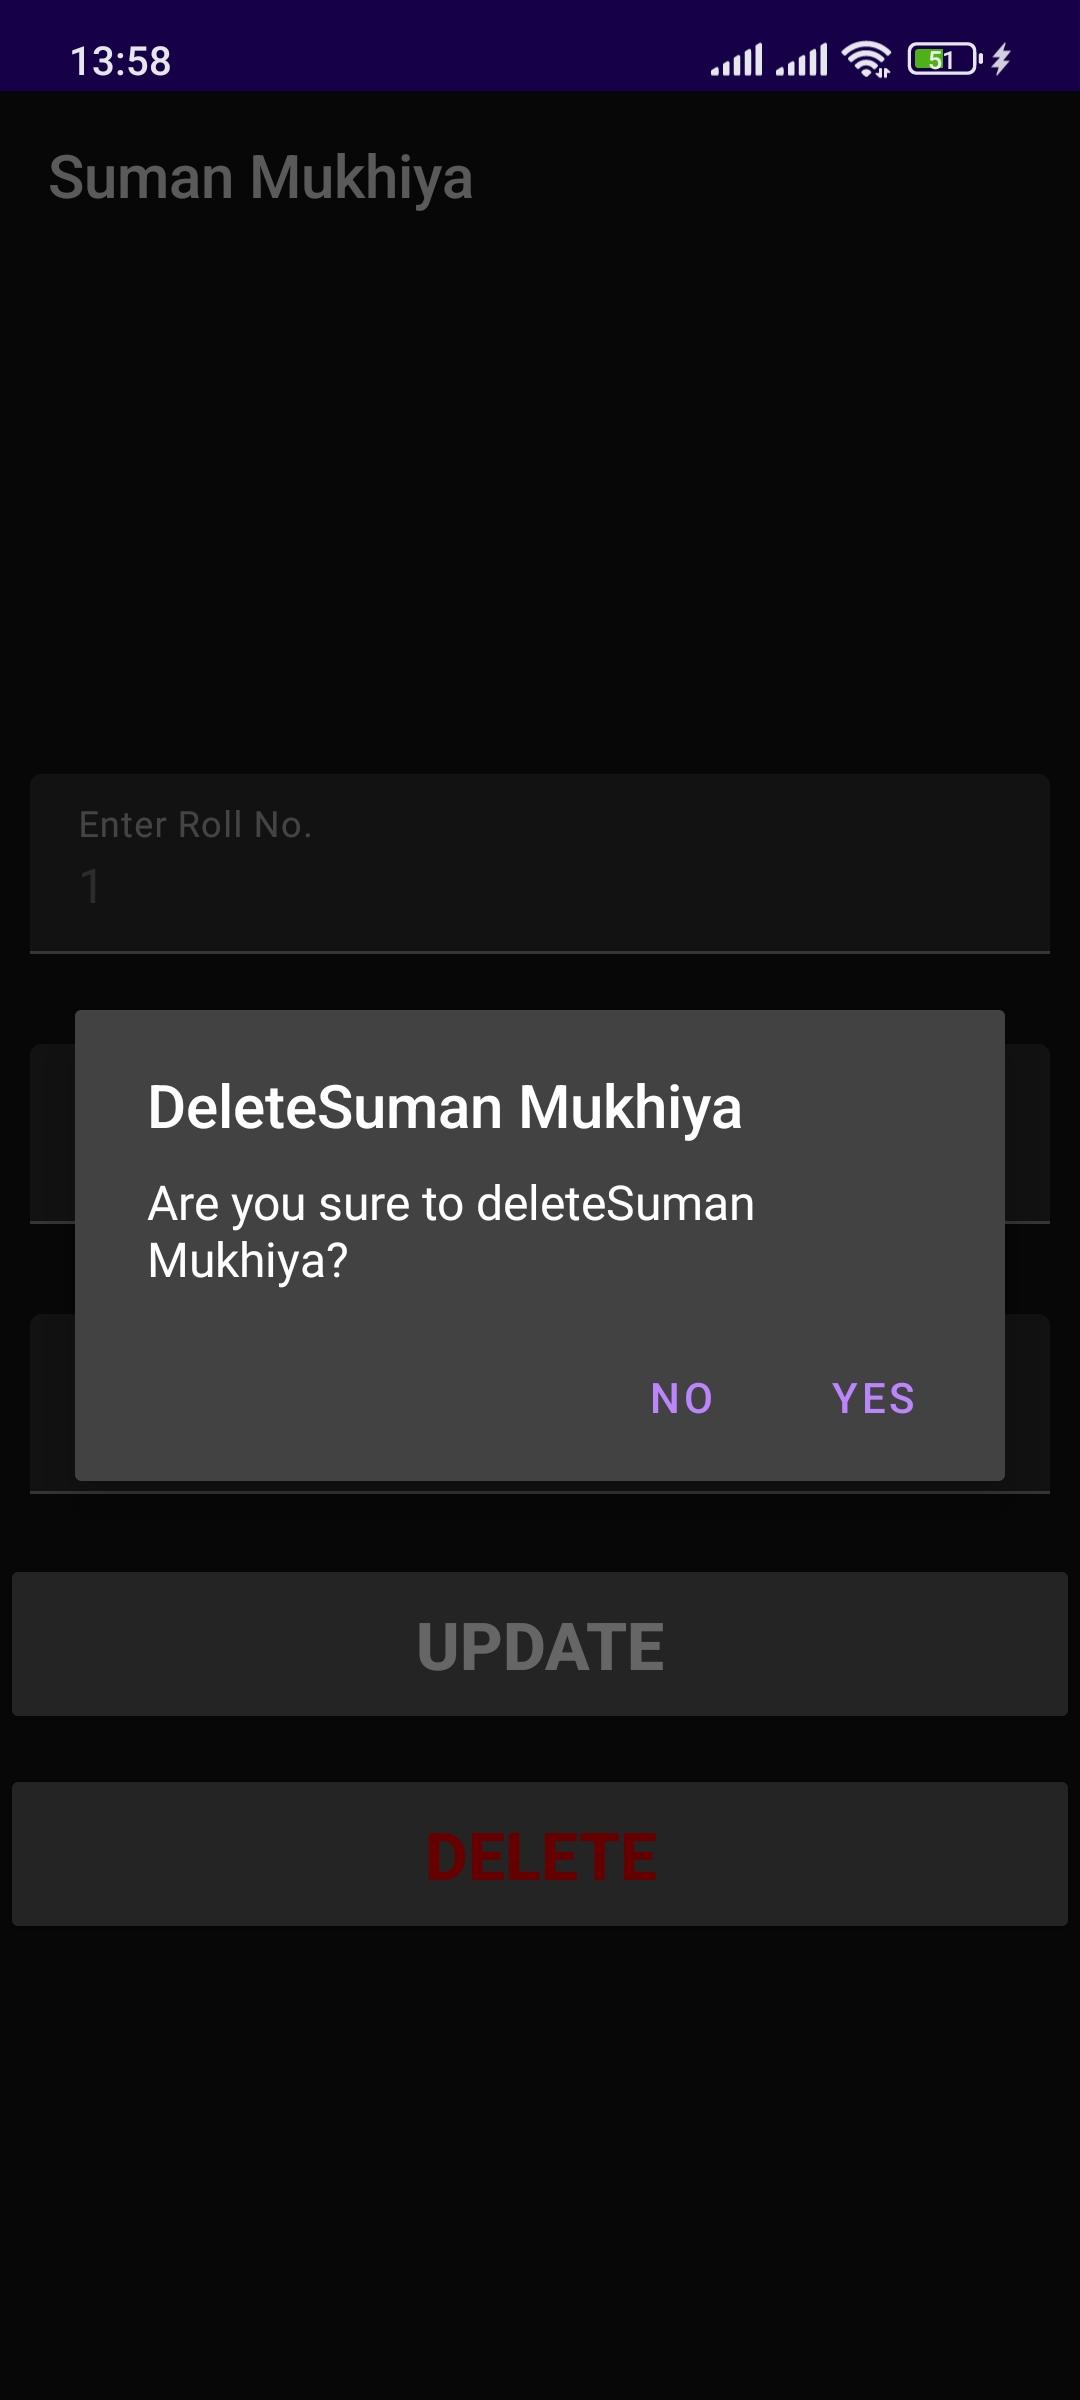 13:58
51
Suman Mukhiya
Enter Roll No.
1
DeleteSuman Mukhiya
Are you sure to deleteSuman
Mukhiya?
NO YES
UPDATE
DELETE